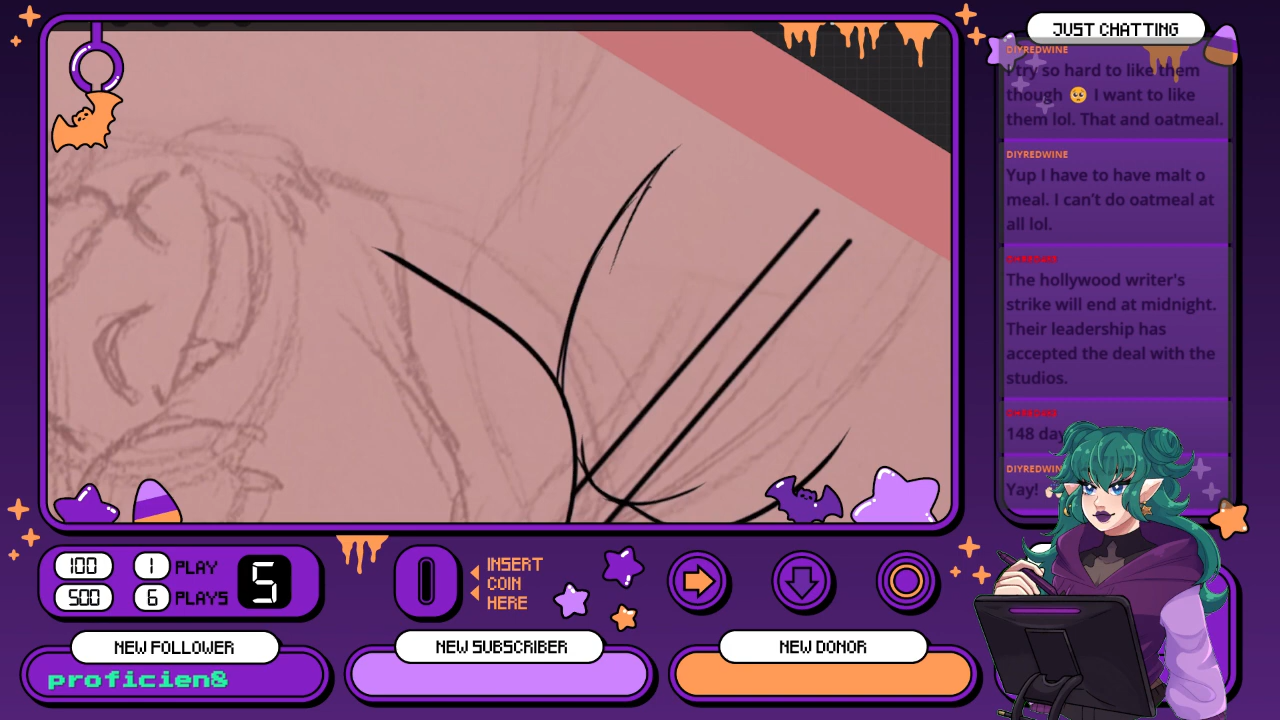 JUST CHATTING
DIYREDWINE
I try so hard to like them
though 🥺 I want to like
them lol. That and oatmeal.
DIYREDWINE
Yup I have to have malt o
meal. I can't do oatmeal at
all lol.
The hollywood writer's
strike will end at midnight.
Their leadership has
accepted the deal with the
studios.
148 day
DIYREDWIN
Yay!
100
1 PLAY
500
6 PLAYS
5
INSERT
COIN
HERE
NEW FOLLOWER
proficien8
NEW SUBSCRIBER
NEW DONOR